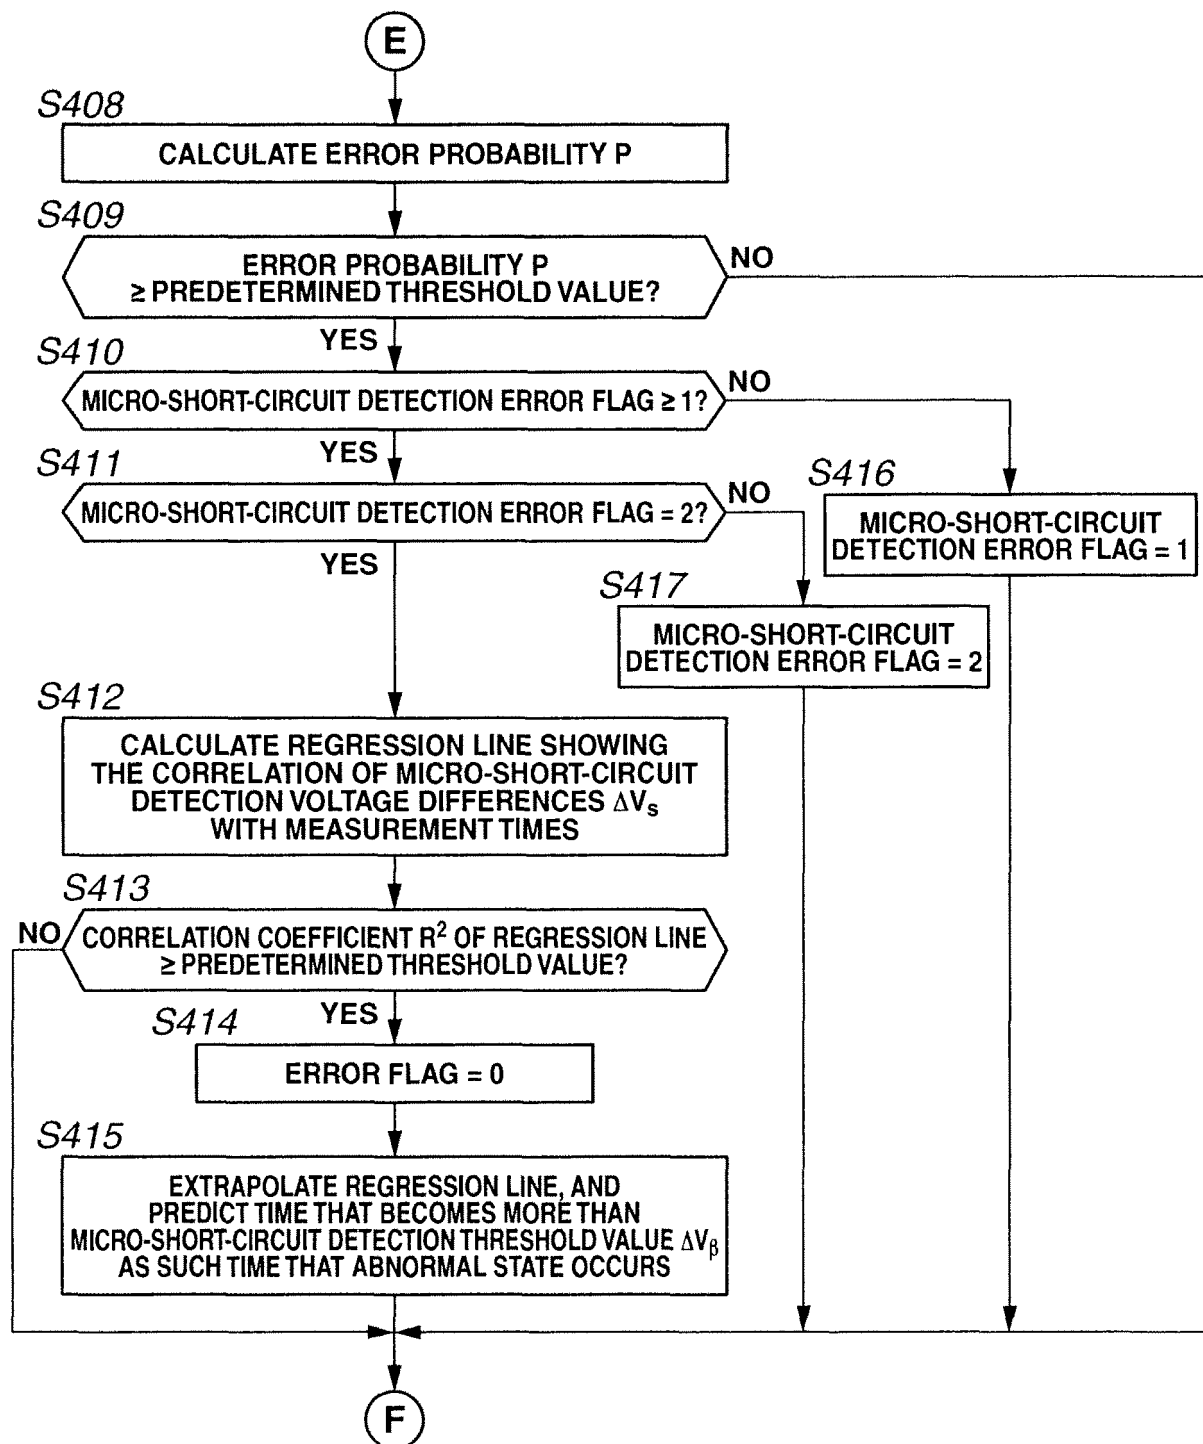 E
S408
CALCULATE ERROR PROBABILITY P
S409
ERROR PROBABILITY P
≥ PREDETERMINED THRESHOLD VALUE?
NO
YES
S410
MICRO-SHORT-CIRCUIT DETECTION ERROR FLAG ≥ 1?
NO
YES
S411
MICRO-SHORT-CIRCUIT DETECTION ERROR FLAG = 2?
NO
YES
S416
MICRO-SHORT-CIRCUIT
DETECTION ERROR FLAG = 1
S417
MICRO-SHORT-CIRCUIT
DETECTION ERROR FLAG = 2
S412
CALCULATE REGRESSION LINE SHOWING
THE CORRELATION OF MICRO-SHORT-CIRCUIT
DETECTION VOLTAGE DIFFERENCES ΔVs
WITH MEASUREMENT TIMES
S413
NO
CORRELATION COEFFICIENT R² OF REGRESSION LINE
≥ PREDETERMINED THRESHOLD VALUE?
YES
S414
ERROR FLAG = 0
S415
EXTRAPOLATE REGRESSION LINE, AND
PREDICT TIME THAT BECOMES MORE THAN
MICRO-SHORT-CIRCUIT DETECTION THRESHOLD VALUE ΔVβ
AS SUCH TIME THAT ABNORMAL STATE OCCURS
F